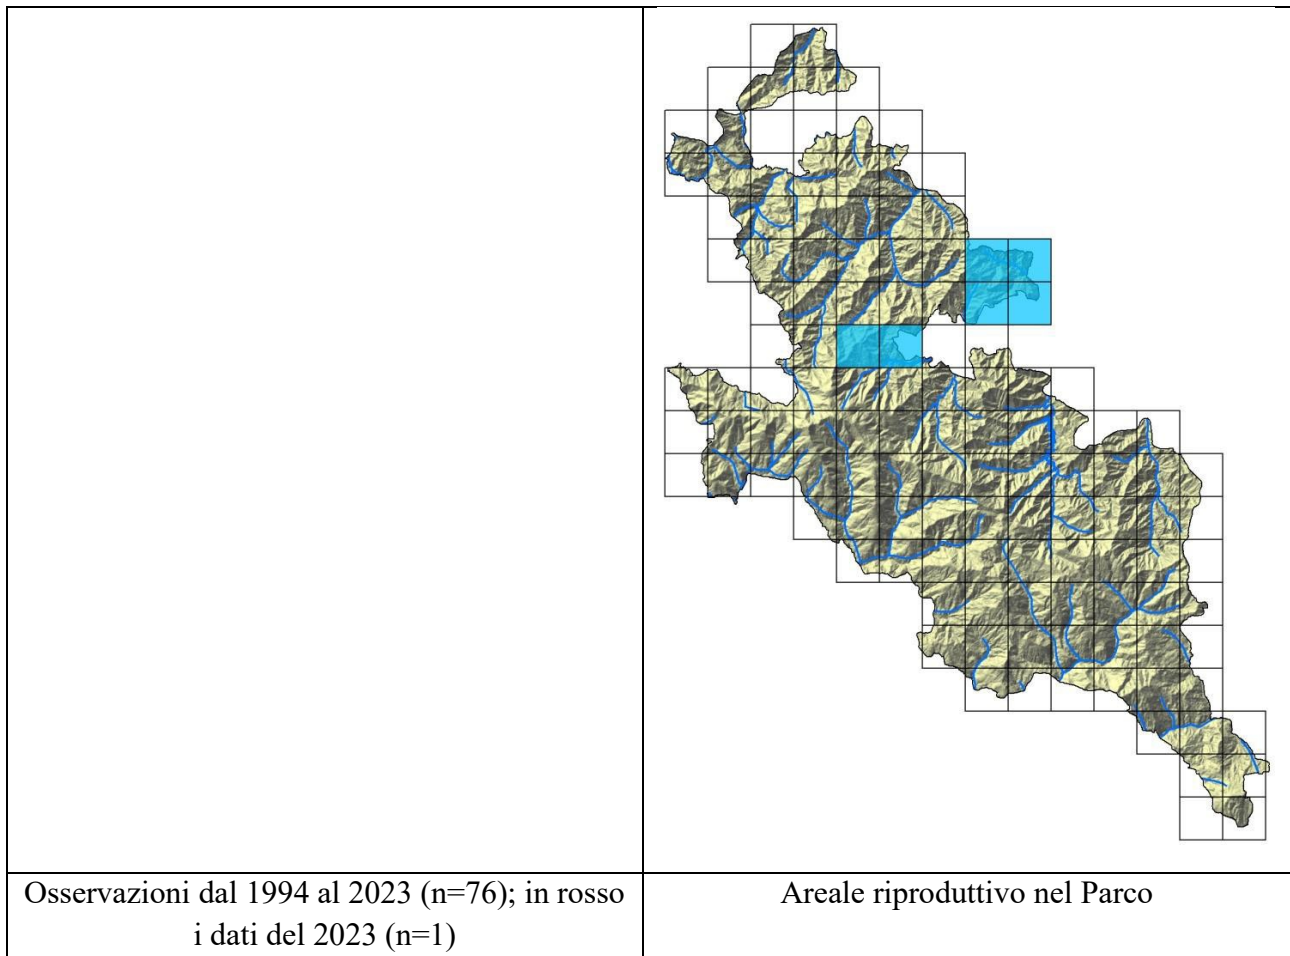 Osservazioni dal 1994 al 2023 (n=76); in rosso
i dati del 2023 (n=1)
Areale riproduttivo nel Parco